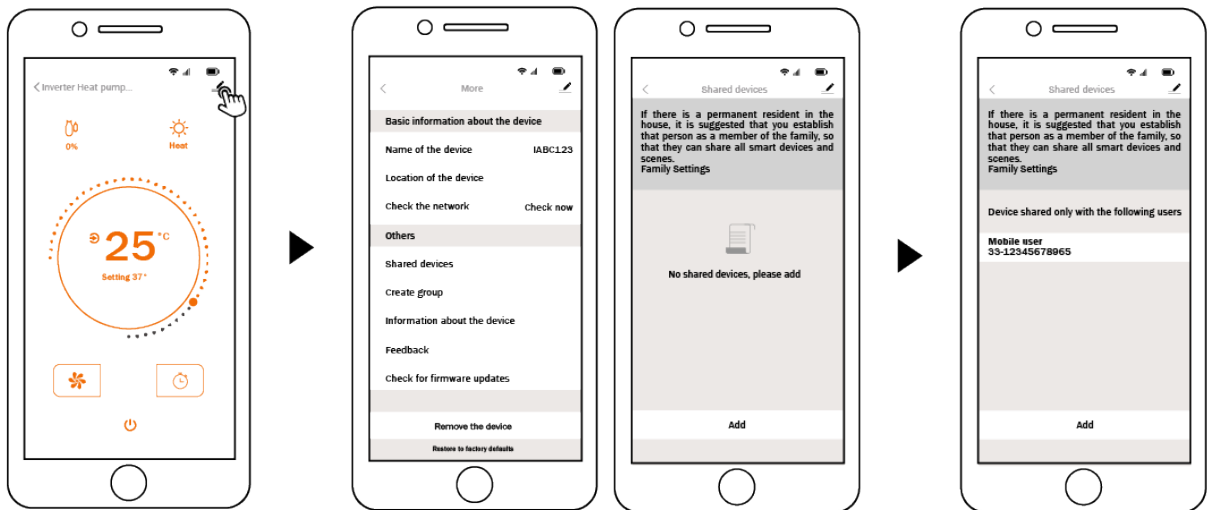 < Inverter Heat pump...
0%
Heat
25°C
Setting 37°
More
Basic information about the device
Name of the device IABC123
Location of the device
Check the network Check now
Others
Shared devices
Create group
Information about the device
Feedback
Check for firmware updates
Remove the device
Restore to factory defaults
Shared devices
If there is a permanent resident in the
house, it is suggested that you establish
that person as a member of the family, so
that they can share all smart devices and
scenes.
Family Settings
No shared devices, please add
Add
Shared devices
If there is a permanent resident in the
house, it is suggested that you establish
that person as a member of the family, so
that they can share all smart devices and
scenes.
Family Settings
Device shared only with the following users
Mobile user
33-12345678965
Add